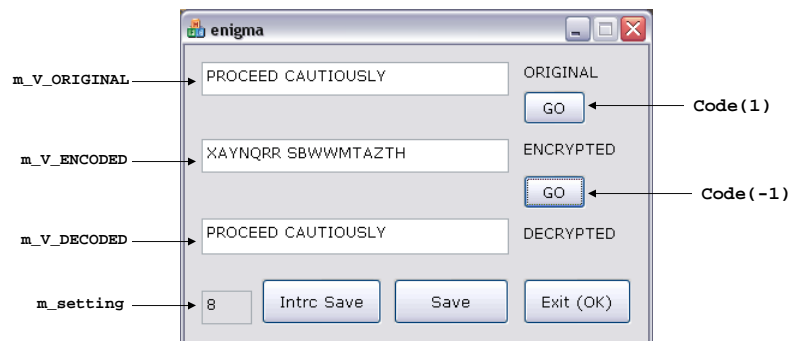 enigma
m_V_ORIGINAL
PROCEED CAUTIOUSLY
ORIGINAL
GO
Code(1)
m_V_ENCODED
XAYNQRR SBWWMTAZTH
ENCRYPTED
GO
Code(-1)
m_V_DECODED
PROCEED CAUTIOUSLY
DECRYPTED
m_setting
8
Intrc Save
Save
Exit (OK)